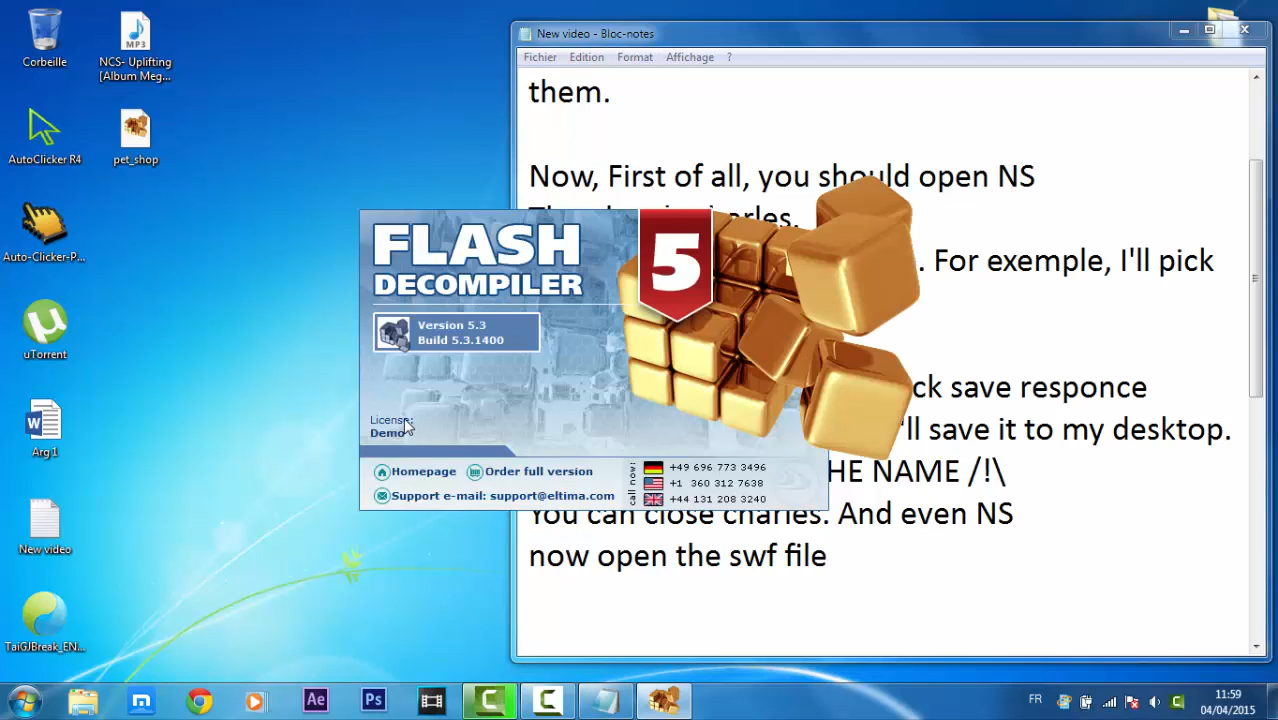 Corbeille
NCS- Uplifting
[Album Meg...
MP3
AutoClicker R4
pet_shop
Auto-Clicker-P...
uTorrent
Arg 1
New video
TaiGJBreak_EN...
New video - Bloc-notes
Fichier Edition Format Affichage ?
them.
Now, First of all, you should open NS
. For exemple, I'll pick
ck save responce
'll save it to my desktop.
HE NAME /!\
You can close charles. And even NS
now open the swf file
FLASH
DECOMPILER
5
Version 5.3
Build 5.3.1400
License:
Demo
Homepage Order full version
Support e-mail: support@eltima.com
call now:
+49 696 773 3496
+1 360 312 7638
+44 131 208 3240
Ae
Ps
FR
11:59
04/04/2015